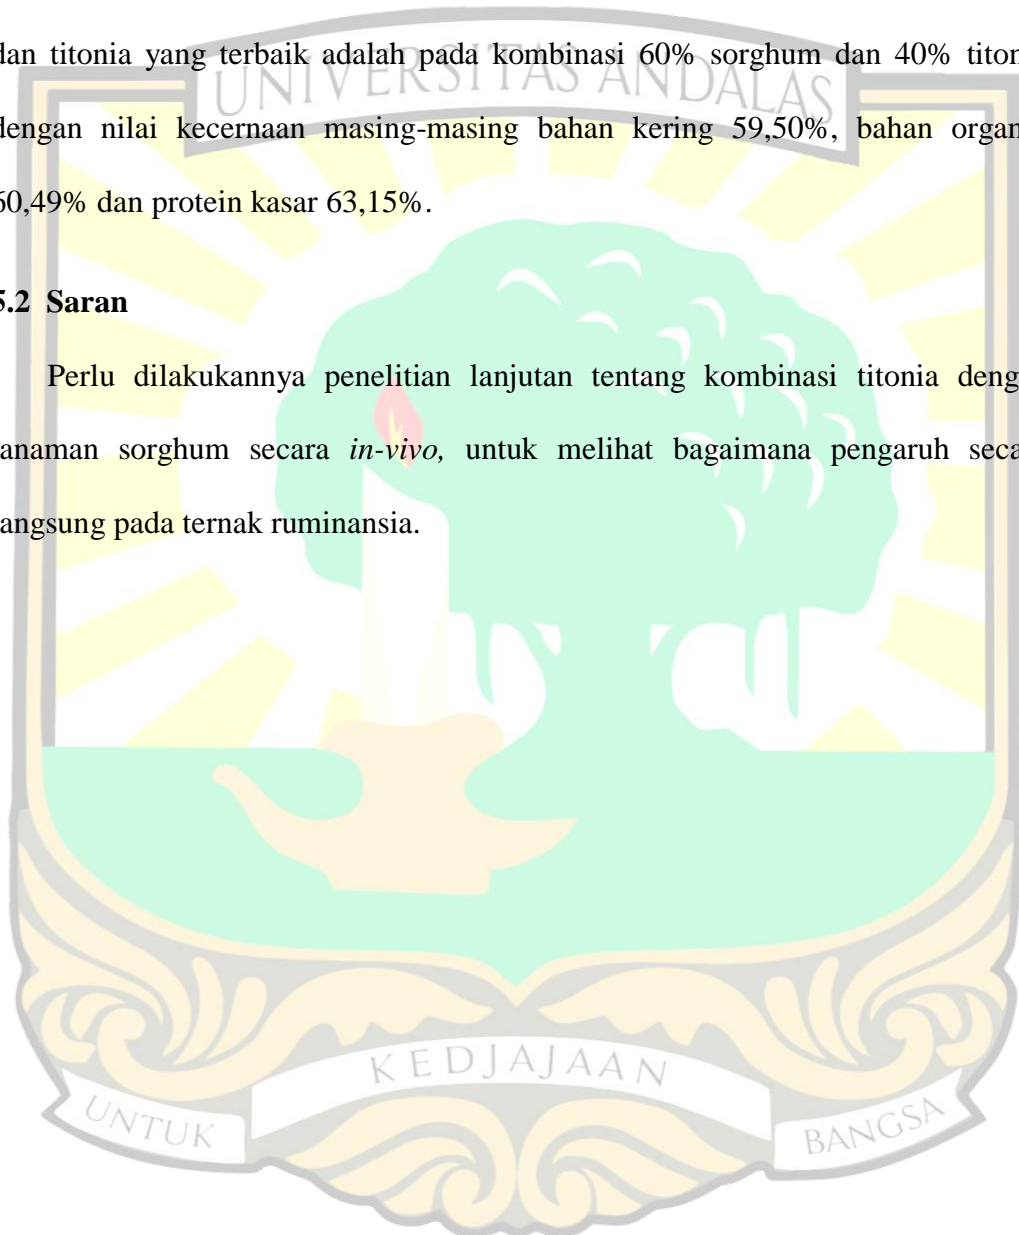 dan titonia yang terbaik adalah pada kombinasi 60% sorghum dan 40% titon
dengan nilai kecernaan masing-masing bahan kering 59,50%, bahan organ
60,49% dan protein kasar 63,15%.
5.2 Saran
Perlu dilakukannya penelitian lanjutan tentang kombinasi titonia deng
anaman sorghum secara in-vivo, untuk melihat bagaimana pengaruh seca
angsung pada ternak ruminansia.
UNIVERSITAS ANDALAS
KEDJAJAAN
UNTUK
BANGSA